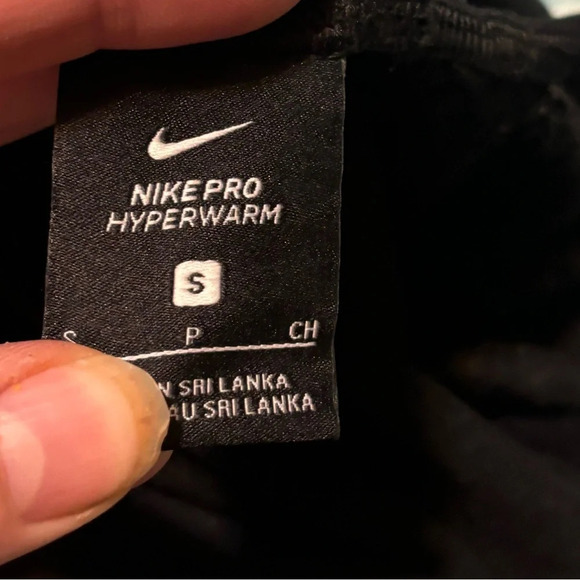 NIKE PRO
HYPERWARM
S
S P CH
SRI LANKA
AU SRI LANKA